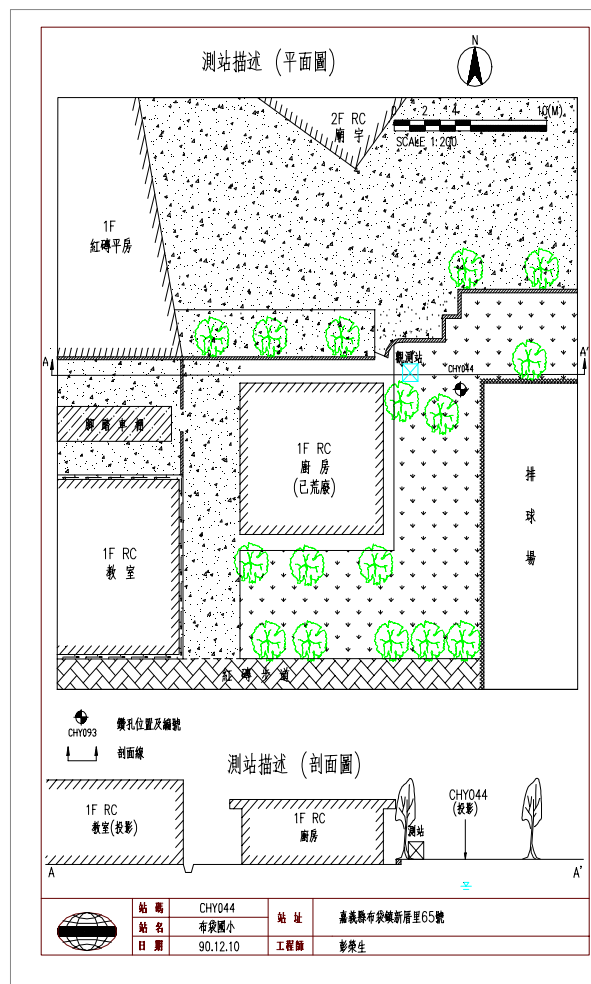 測站描述 (平面圖)
N
2F RC
廟宇
0 2 4 10(M)
SCALE 1:200
1F
紅磚平房
A
A'
觀測站
CHY044
腳踏車棚
1F RC
廚房
(已荒廢)
排球場
1F RC
教室
紅磚步道
CHY093
鑽孔位置及編號
剖面線
測站描述 (剖面圖)
1F RC
教室(投影)
1F RC
廚房
測站
CHY044
(投影)
A
A'
站碼 CHY044
站名 布袋國小
日期 90.12.10
站址 嘉義縣布袋鎮新厝里65號
工程師 彭榮生